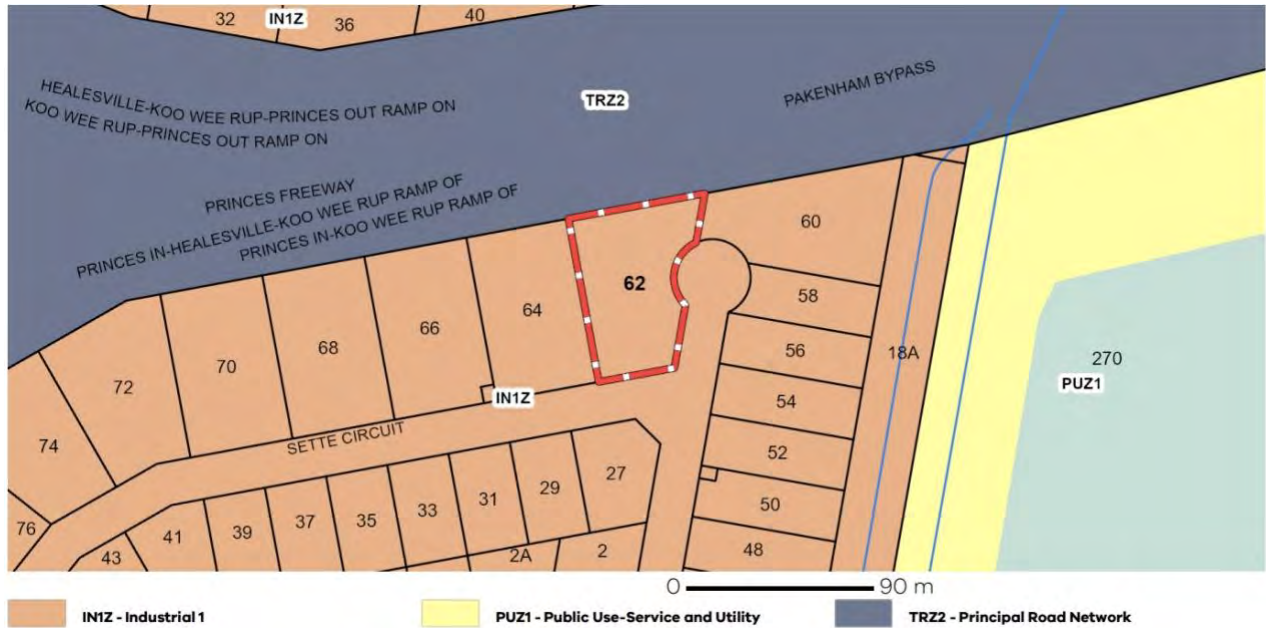 32
IN1Z
36
40
HEALESVILLE-KOO WEE RUP-PRINCES OUT RAMP ON
KOO WEE RUP-PRINCES OUT RAMP ON
TRZ2
PAKENHAM BYPASS
PRINCES FREEWAY
PRINCES IN-HEALESVILLE-KOO WEE RUP RAMP OF
PRINCES IN-KOO WEE RUP RAMP OF
60
62
58
64
66
56
68
18A
270
70
PUZ1
72
54
IN1Z
SETTE CIRCUIT
74
52
27
29
31
50
33
35
37
39
41
76
43
2A
2
48
0 90 m
IN1Z - Industrial 1
PUZ1 - Public Use-Service and Utility
TRZ2 - Principal Road Network